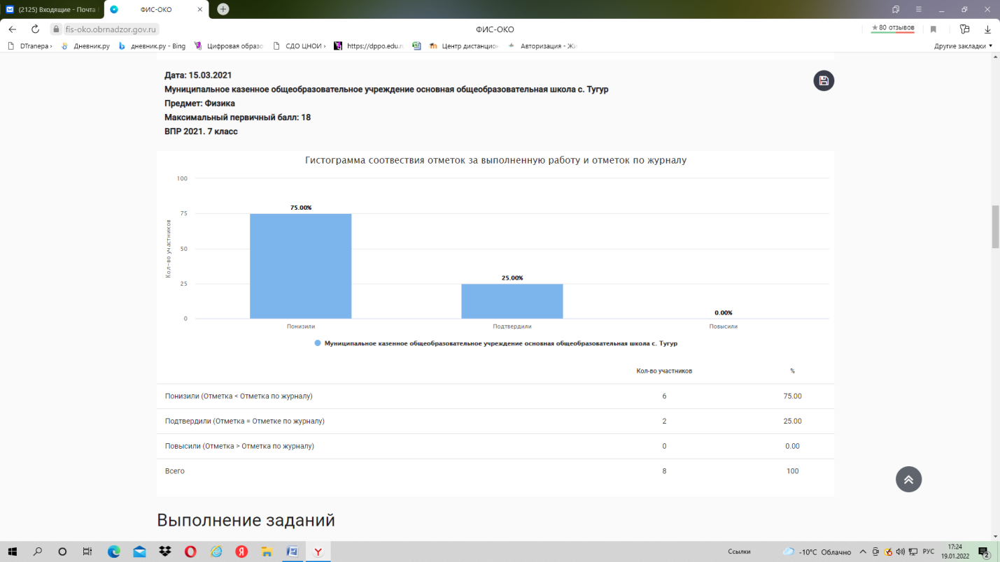 (2125) Входящие - Почта
ФИС-ОКО
fis-oko.obrnadzor.gov.ru
ФИС-ОКО
★ 80 отзывов
DTranepa ›
Дневник.ру
дневник.ру - Bing
Цифровая образо
СДО ЦНОИ ›
https://dppo.edu.ru
Центр дистанцион
Авторизация - Жи
Другие закладки
Дата: 15.03.2021
Муниципальное казенное общеобразовательное учреждение основная общеобразовательная школа с. Тугур
Предмет: Физика
Максимальный первичный балл: 18
ВПР 2021. 7 класс
Гистограмма соотвествия отметок за выполненную работу и отметок по журналу
Кол-во участников
100
75
50
25
0
75.00%
25.00%
0.00%
Понизили
Подтвердили
Повысили
Муниципальное казенное общеобразовательное учреждение основная общеобразовательная школа с. Тугур
Кол-во участников %
Понизили (Отметка < Отметка по журналу) 6 75.00
Подтвердили (Отметка = Отметке по журналу) 2 25.00
Повысили (Отметка > Отметка по журналу) 0 0.00
Всего 8 100
Выполнение заданий
Ссылки
-10°C Облачно
РУС
17:24
19.01.2022
2